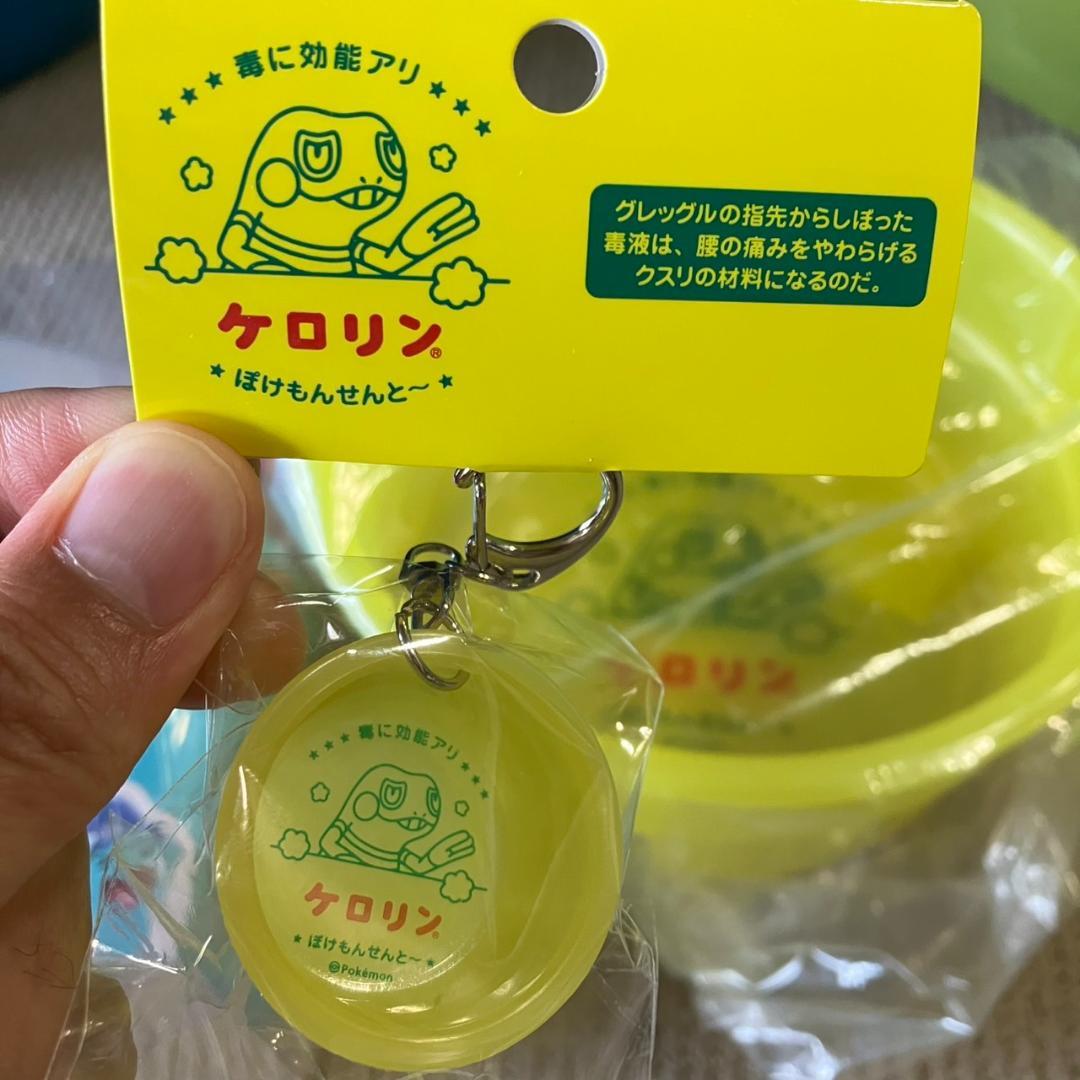 毒に効能アリ
ケロリン®
ぽけもんせんと〜
グレッグルの指先からしぼった
毒液は、腰の痛みをやわらげる
クスリの材料になるのだ。
毒に効能アリ
ケロリン®
ぽけもんせんと〜
©Pokémon
ケロリン